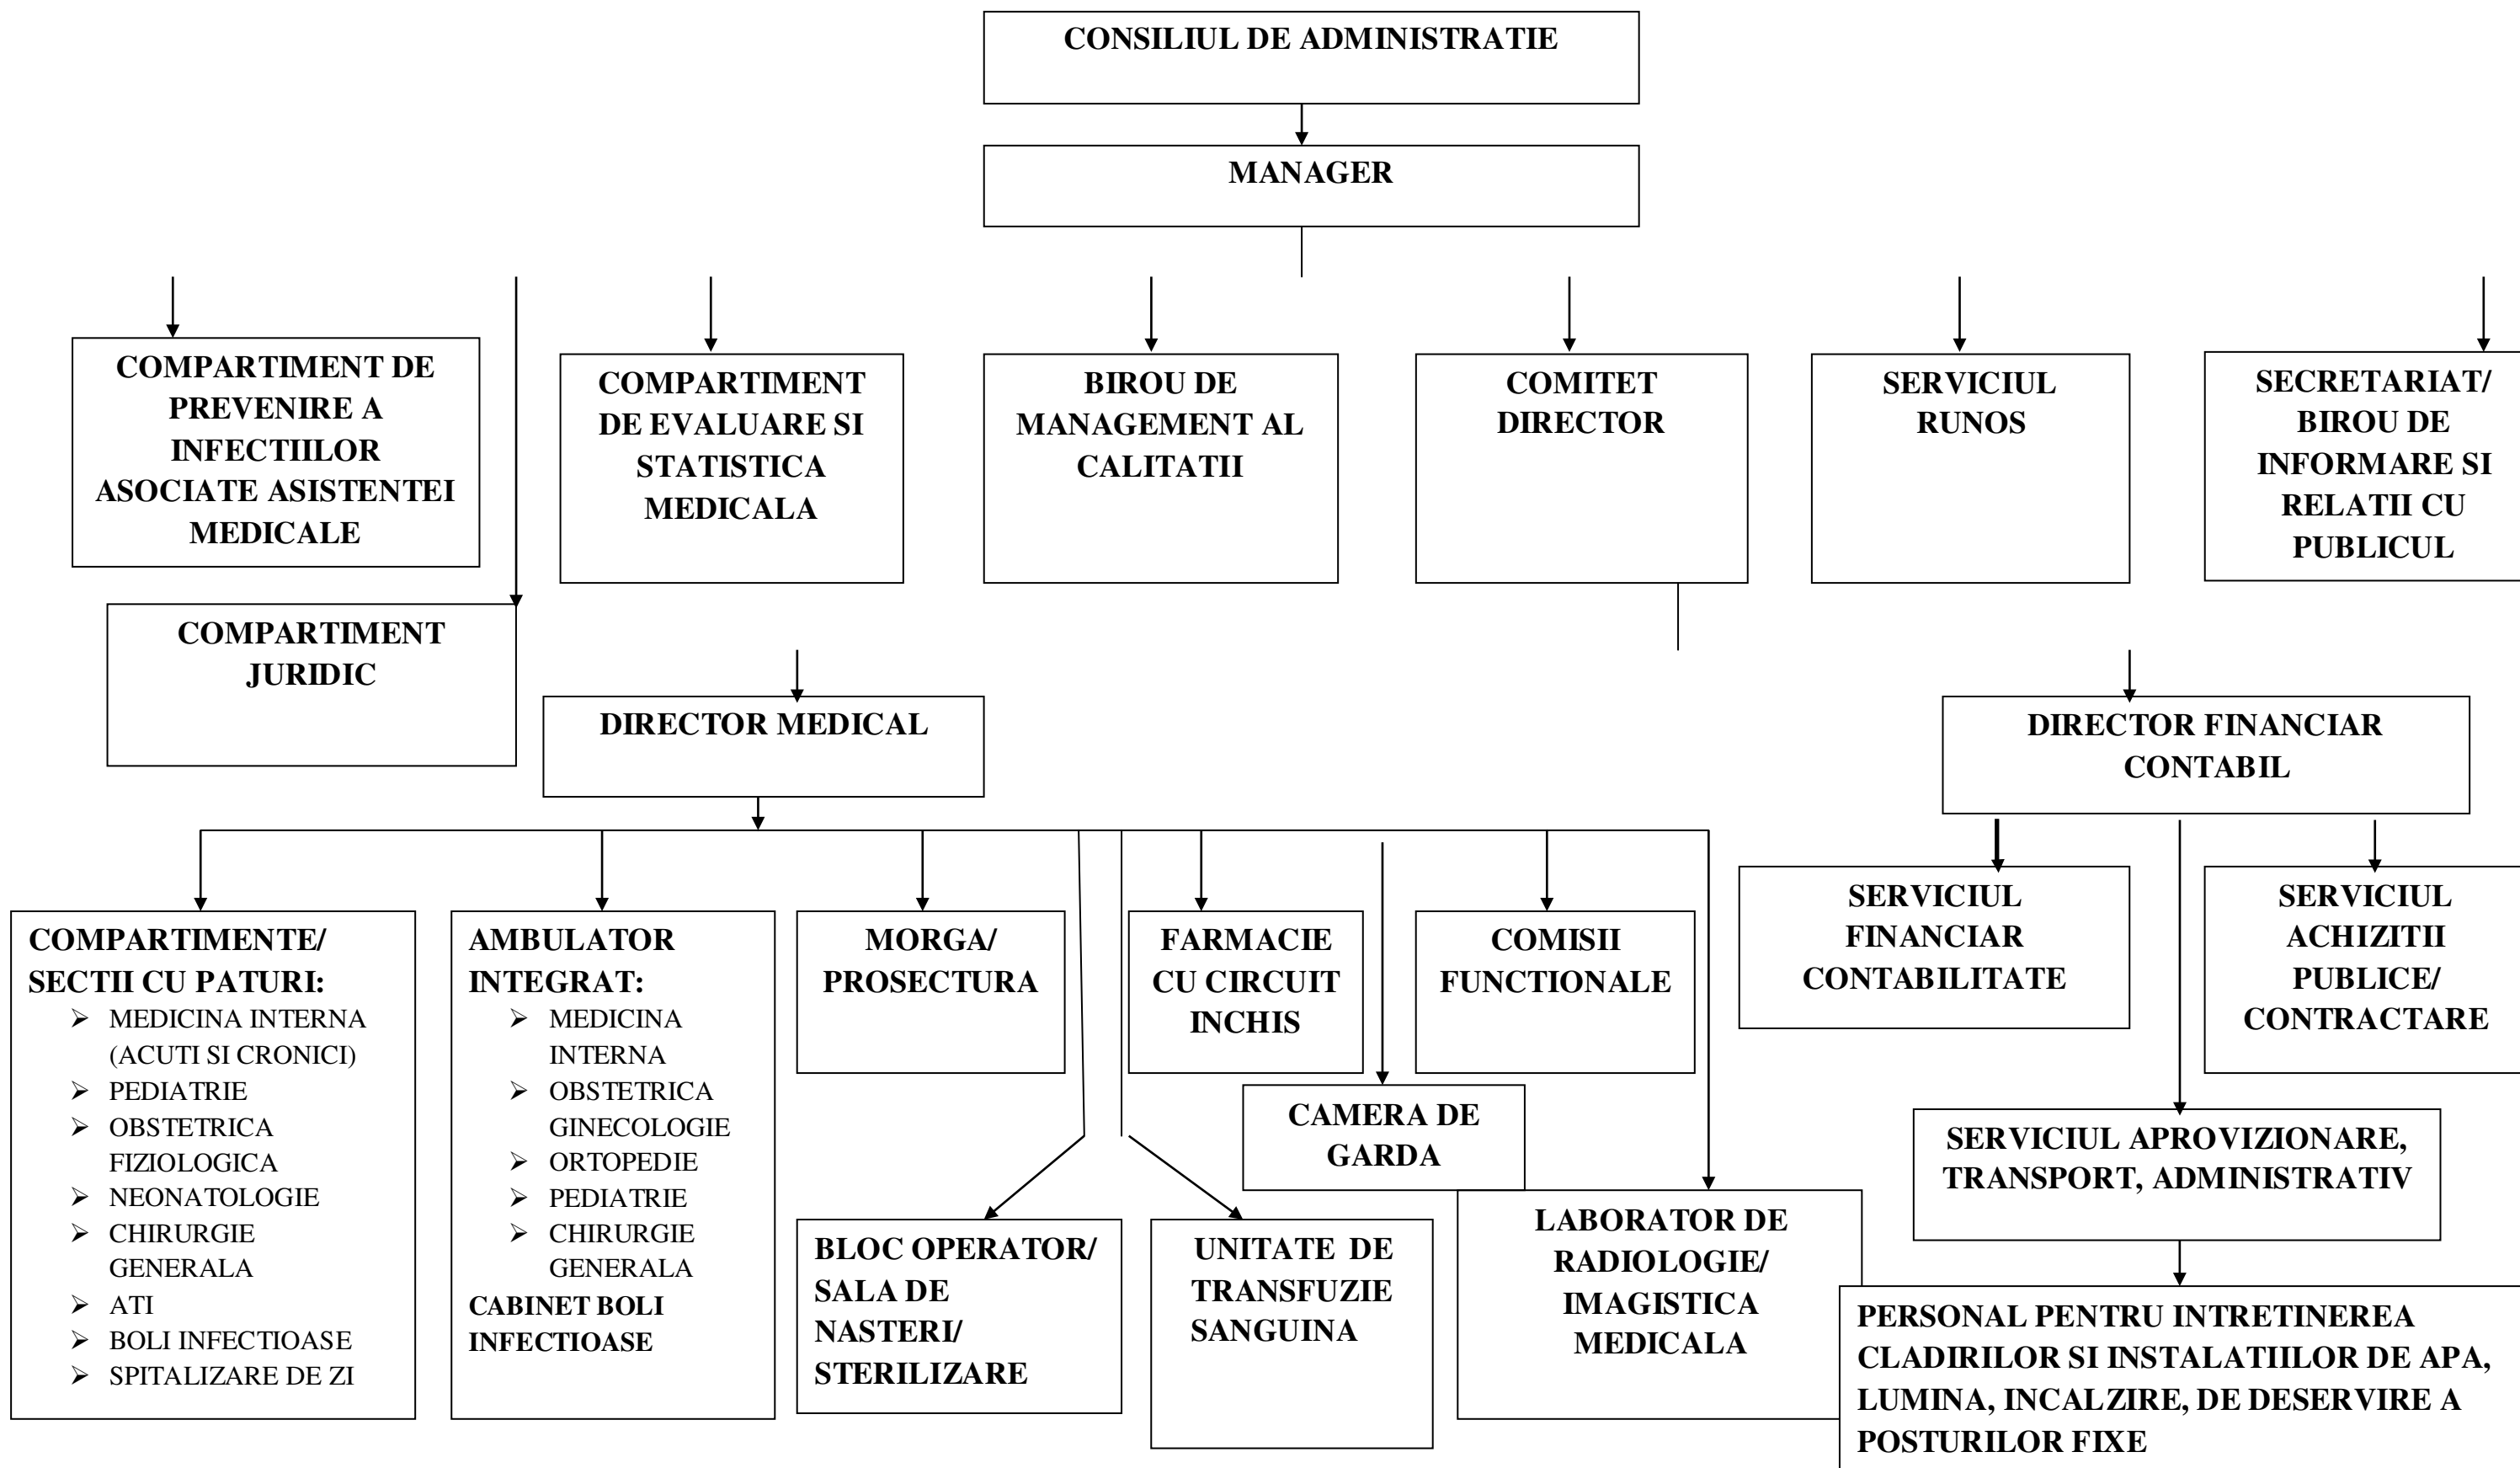 CONSILIUL DE ADMINISTRATIE
MANAGER
COMPARTIMENT DE
PREVENIRE A
INFECTIILOR
ASOCIATE ASISTENTEI
MEDICALE
COMPARTIMENT
DE EVALUARE SI
STATISTICA
MEDICALA
BIROU DE
MANAGEMENT AL
CALITATII
COMITET
DIRECTOR
SERVICIUL
RUNOS
SECRETARIAT/
BIROU DE
INFORMARE SI
RELATII CU
PUBLICUL
COMPARTIMENT
JURIDIC
DIRECTOR MEDICAL
DIRECTOR FINANCIAR
CONTABIL
COMPARTIMENTE/
SECTII CU PATURI:
➢ MEDICINA INTERNA
(ACUTI SI CRONICI)
➢ PEDIATRIE
➢ OBSTETRICA
FIZIOLOGICA
➢ NEONATOLOGIE
➢ CHIRURGIE
GENERALA
➢ ATI
➢ BOLI INFECTIOASE
➢ SPITALIZARE DE ZI
AMBULATOR
INTEGRAT:
➢ MEDICINA
INTERNA
➢ OBSTETRICA
GINECOLOGIE
➢ ORTOPEDIE
➢ PEDIATRIE
➢ CHIRURGIE
GENERALA
CABINET BOLI
INFECTIOASE
MORGA/
PROSECTURA
FARMACIE
CU CIRCUIT
INCHIS
COMISII
FUNCTIONALE
SERVICIUL
FINANCIAR
CONTABILITATE
SERVICIUL
ACHIZITII
PUBLICE/
CONTRACTARE
CAMERA DE
GARDA
SERVICIUL APROVIZIONARE,
TRANSPORT, ADMINISTRATIV
BLOC OPERATOR/
SALA DE
NASTERI/
STERILIZARE
UNITATE DE
TRANSFUZIE
SANGUINA
LABORATOR DE
RADIOLOGIE/
IMAGISTICA
MEDICALA
PERSONAL PENTRU INTRETINEREA
CLADIRILOR SI INSTALATIILOR DE APA,
LUMINA, INCALZIRE, DE DESERVIRE A
POSTURILOR FIXE